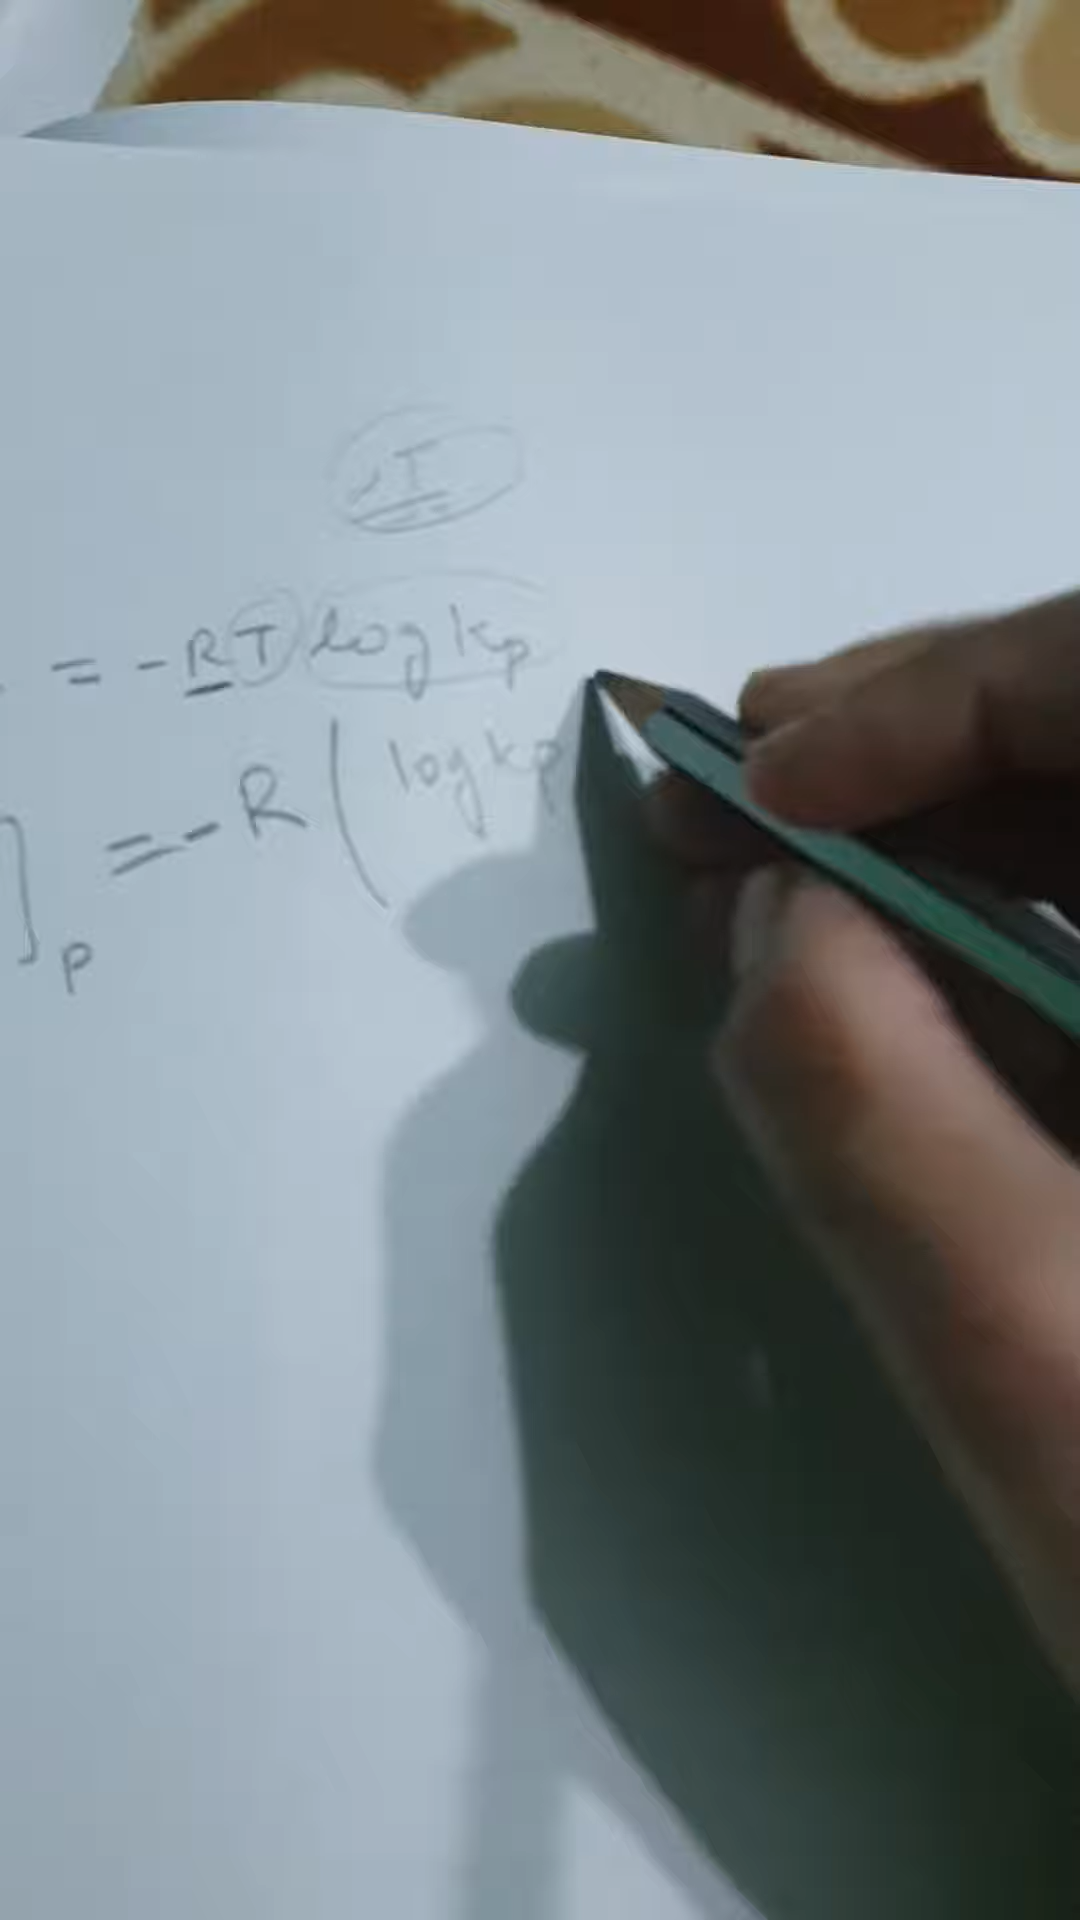 = -RT log kp
]p = - R ( log kp